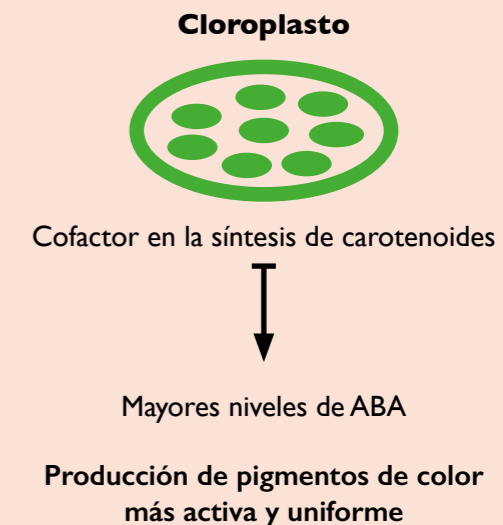 Cloroplasto
Cofactor en la síntesis de carotenoides
Mayores niveles de ABA
Producción de pigmentos de color
más activa y uniforme